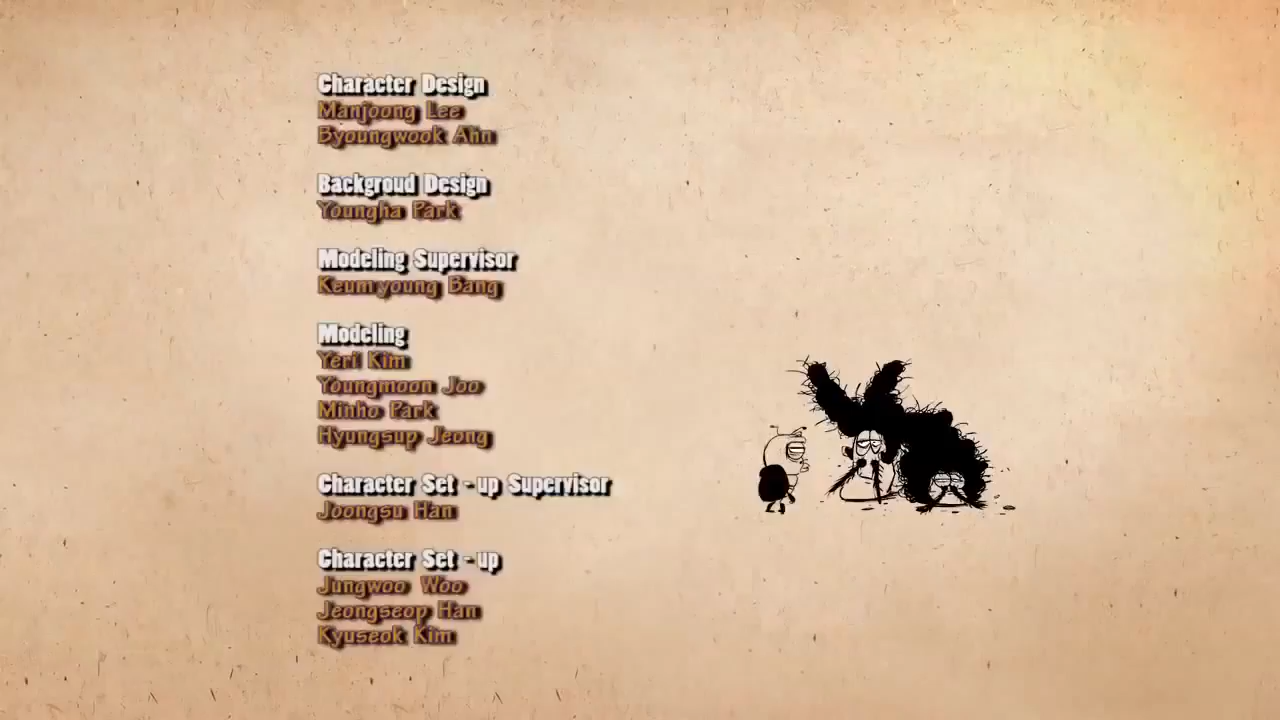 Character Design
Manjoong Lee
Byoungwook Ahn
Backgroud Design
Youngha Park
Modeling Supervisor
Keumyoung Bang
Modeling
Yeri Kim
Youngmoon Joo
Minho Park
Hyungsup Jeong
Character Set - up Supervisor
Joongsu Han
Character Set - up
Jungwoo Woo
Jeongseop Han
Kyuseok Kim